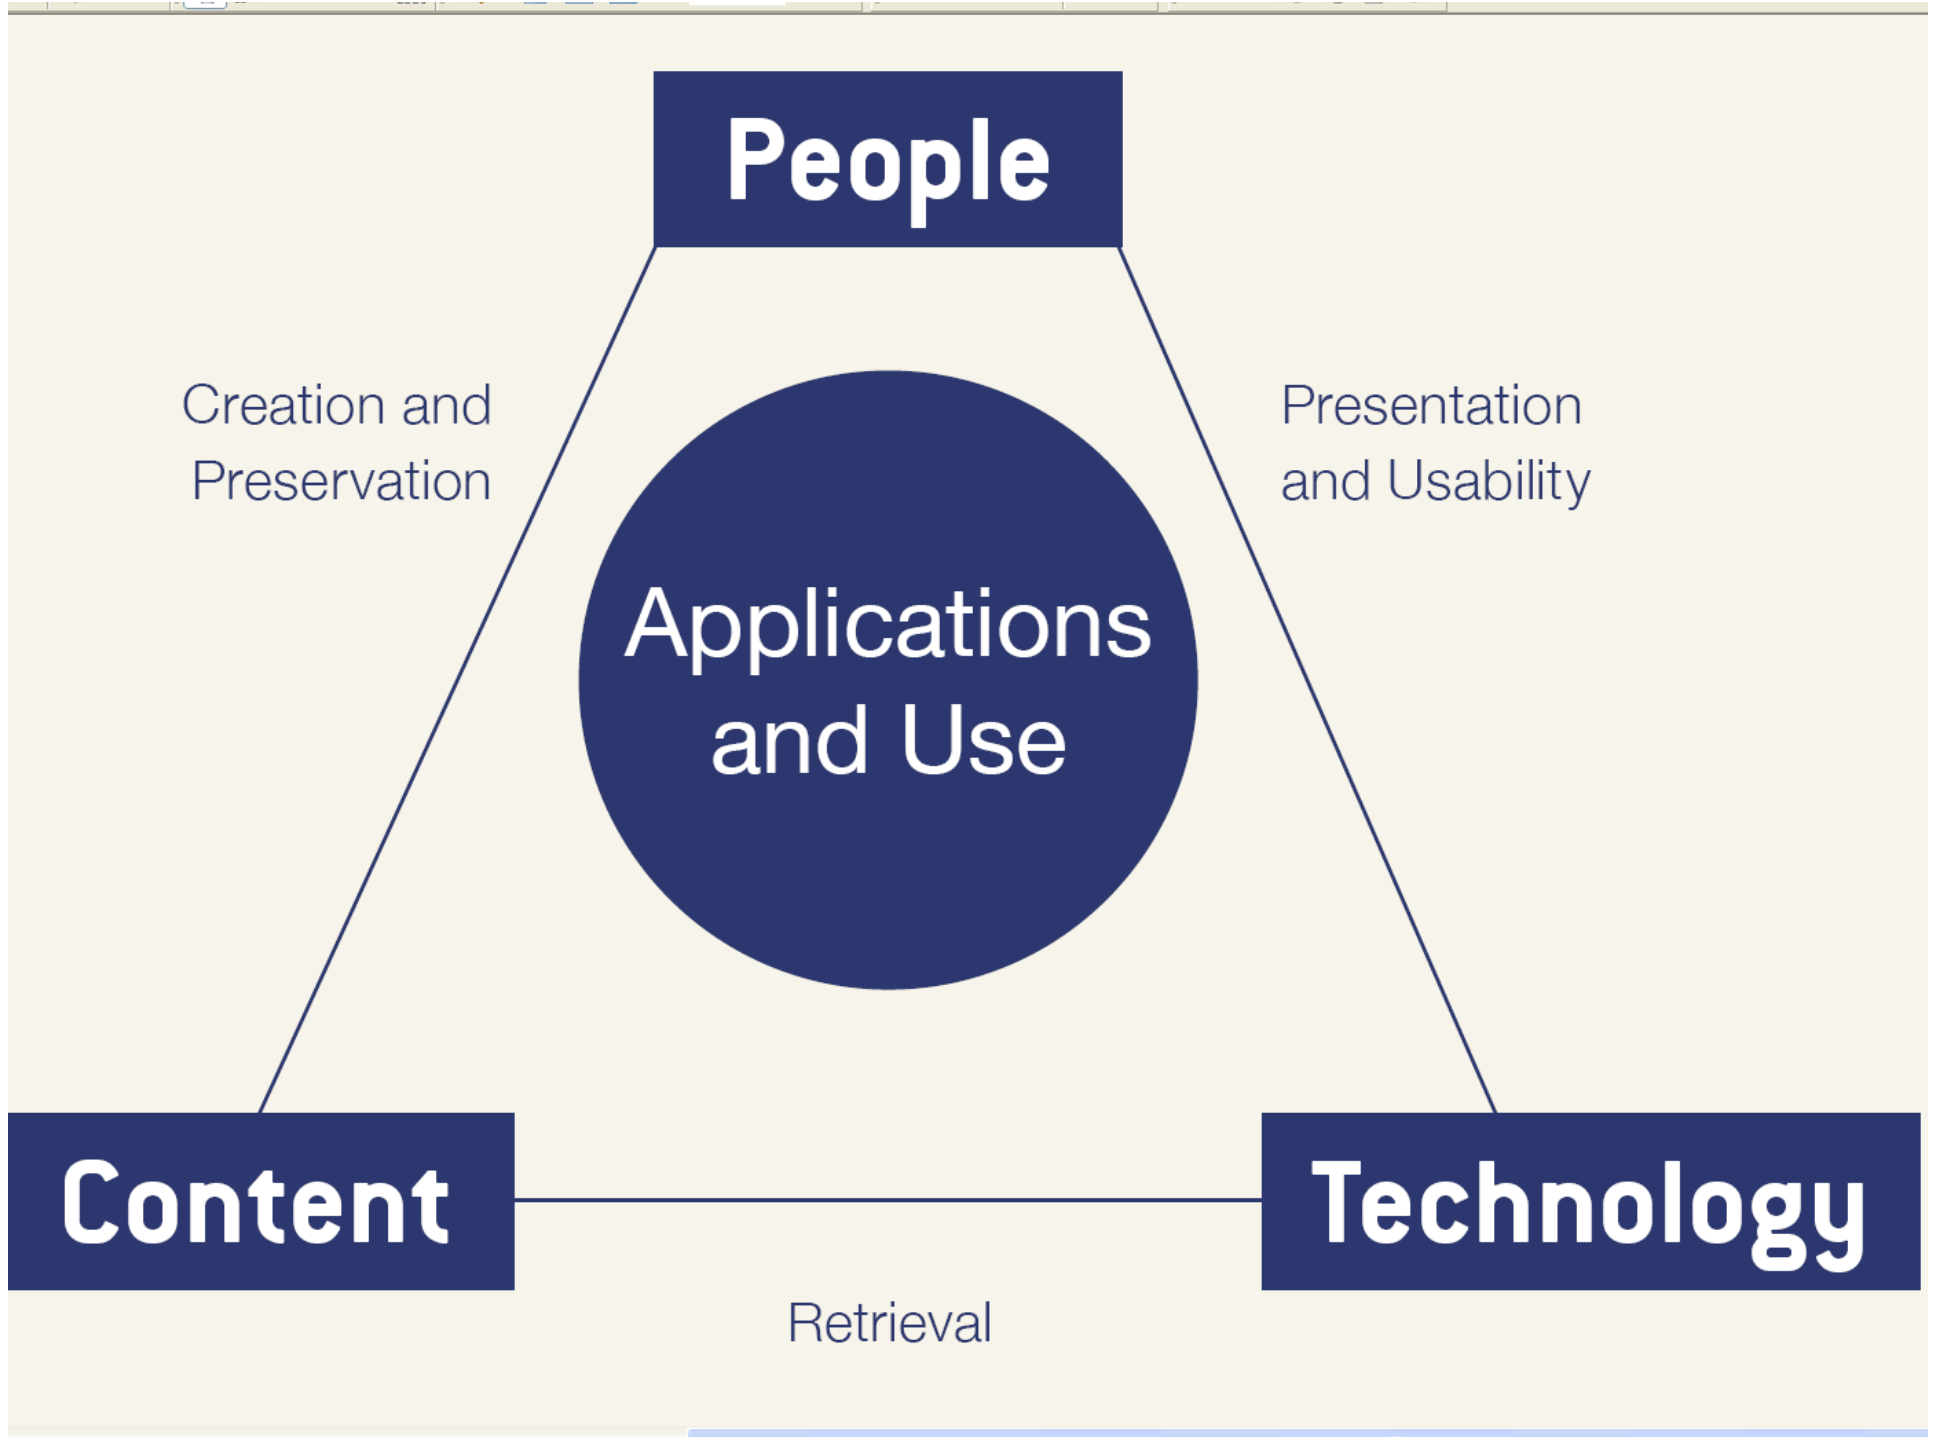 People
Creation and
Preservation
Presentation
and Usability
Applications
and Use
Content
Technology
Retrieval